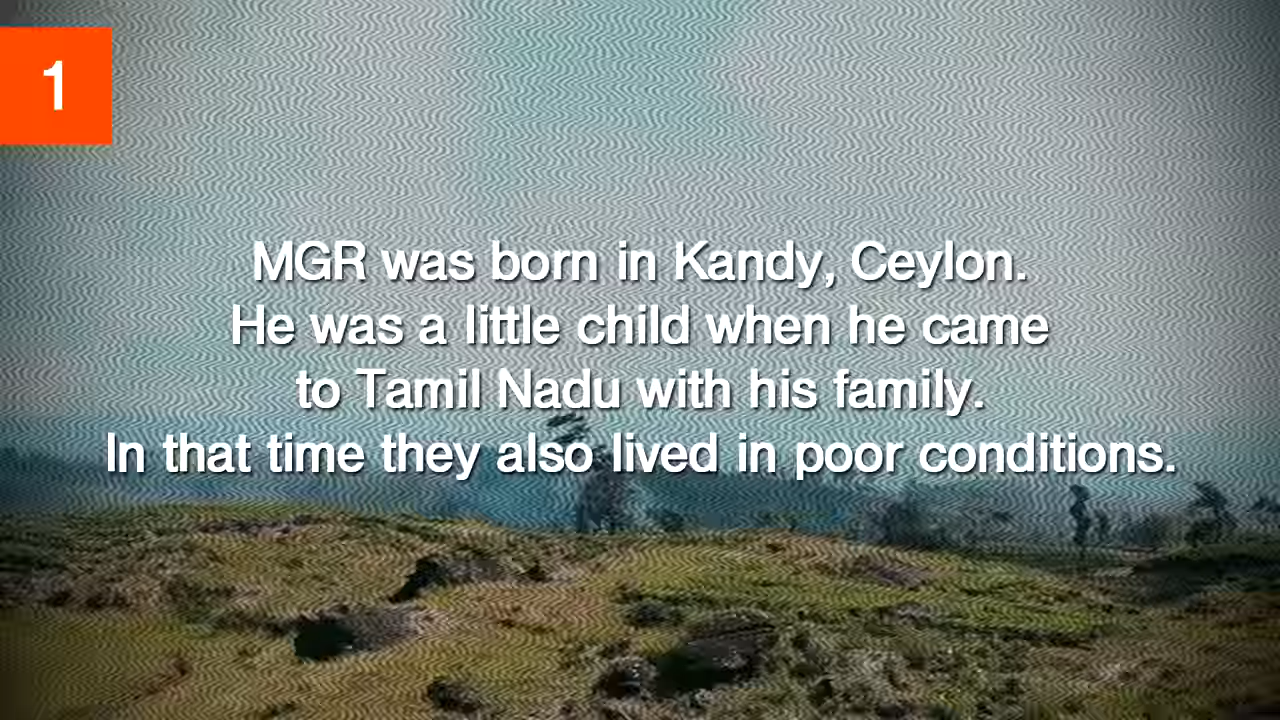 1
MGR was born in Kandy, Ceylon.
He was a little child when he came
to Tamil Nadu with his family.
In that time they also lived in poor conditions.